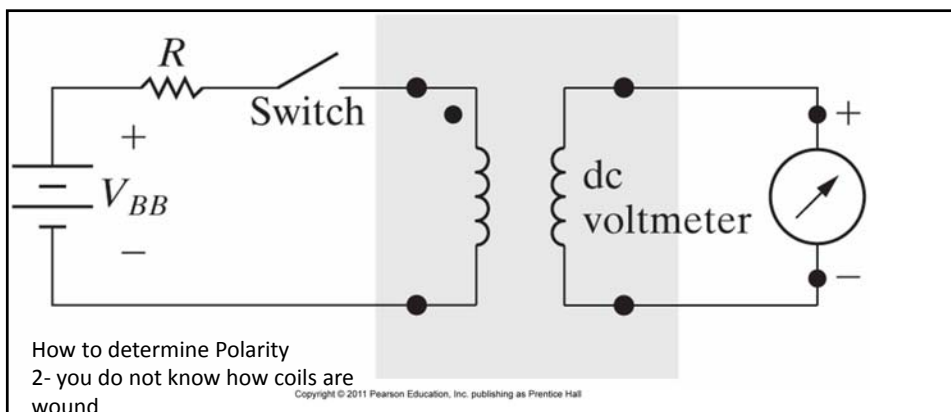 R
Switch
+
V_BB
−
dc
voltmeter
+
−
How to determine Polarity
2- you do not know how coils are
wound
Copyright © 2011 Pearson Education, Inc. publishing as Prentice Hall